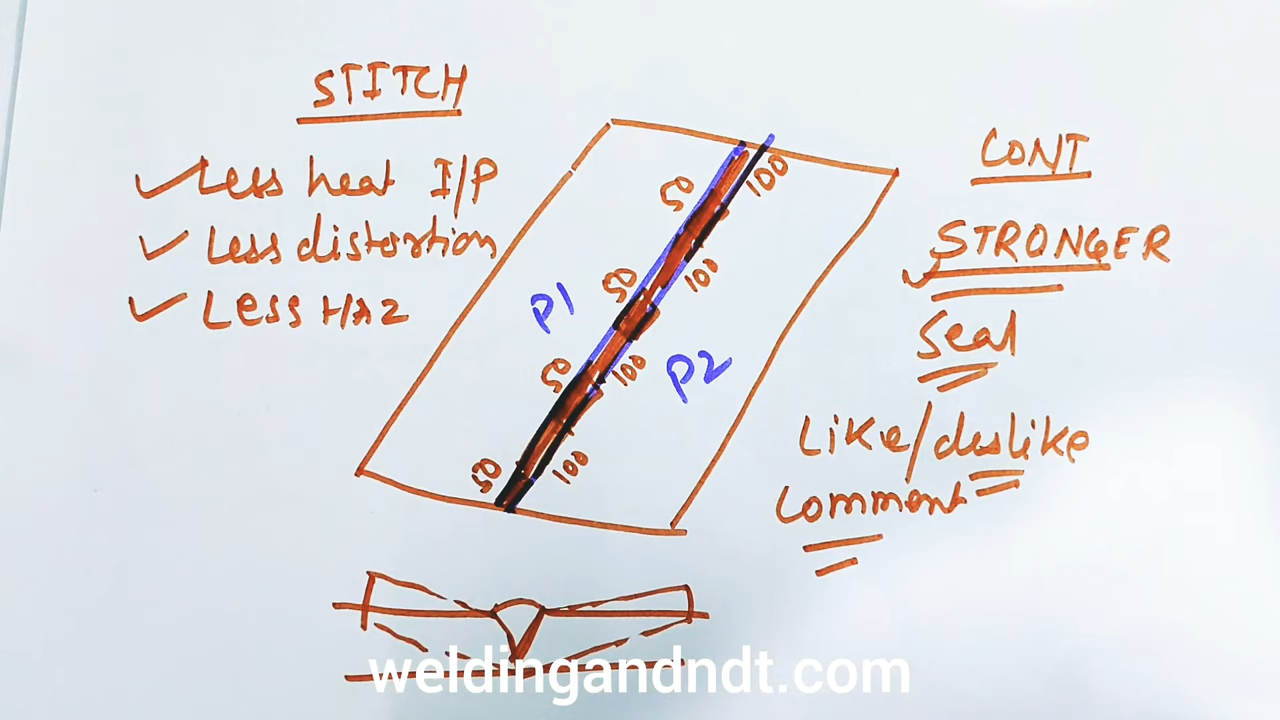 STITCH
Less heat I/P
Less distortion
Less HAZ
50
100
50
100
P1
P2
50
100
50
100
CONT
STRONGER
Seal
Like/deslike
Comment
weldingandndt.com